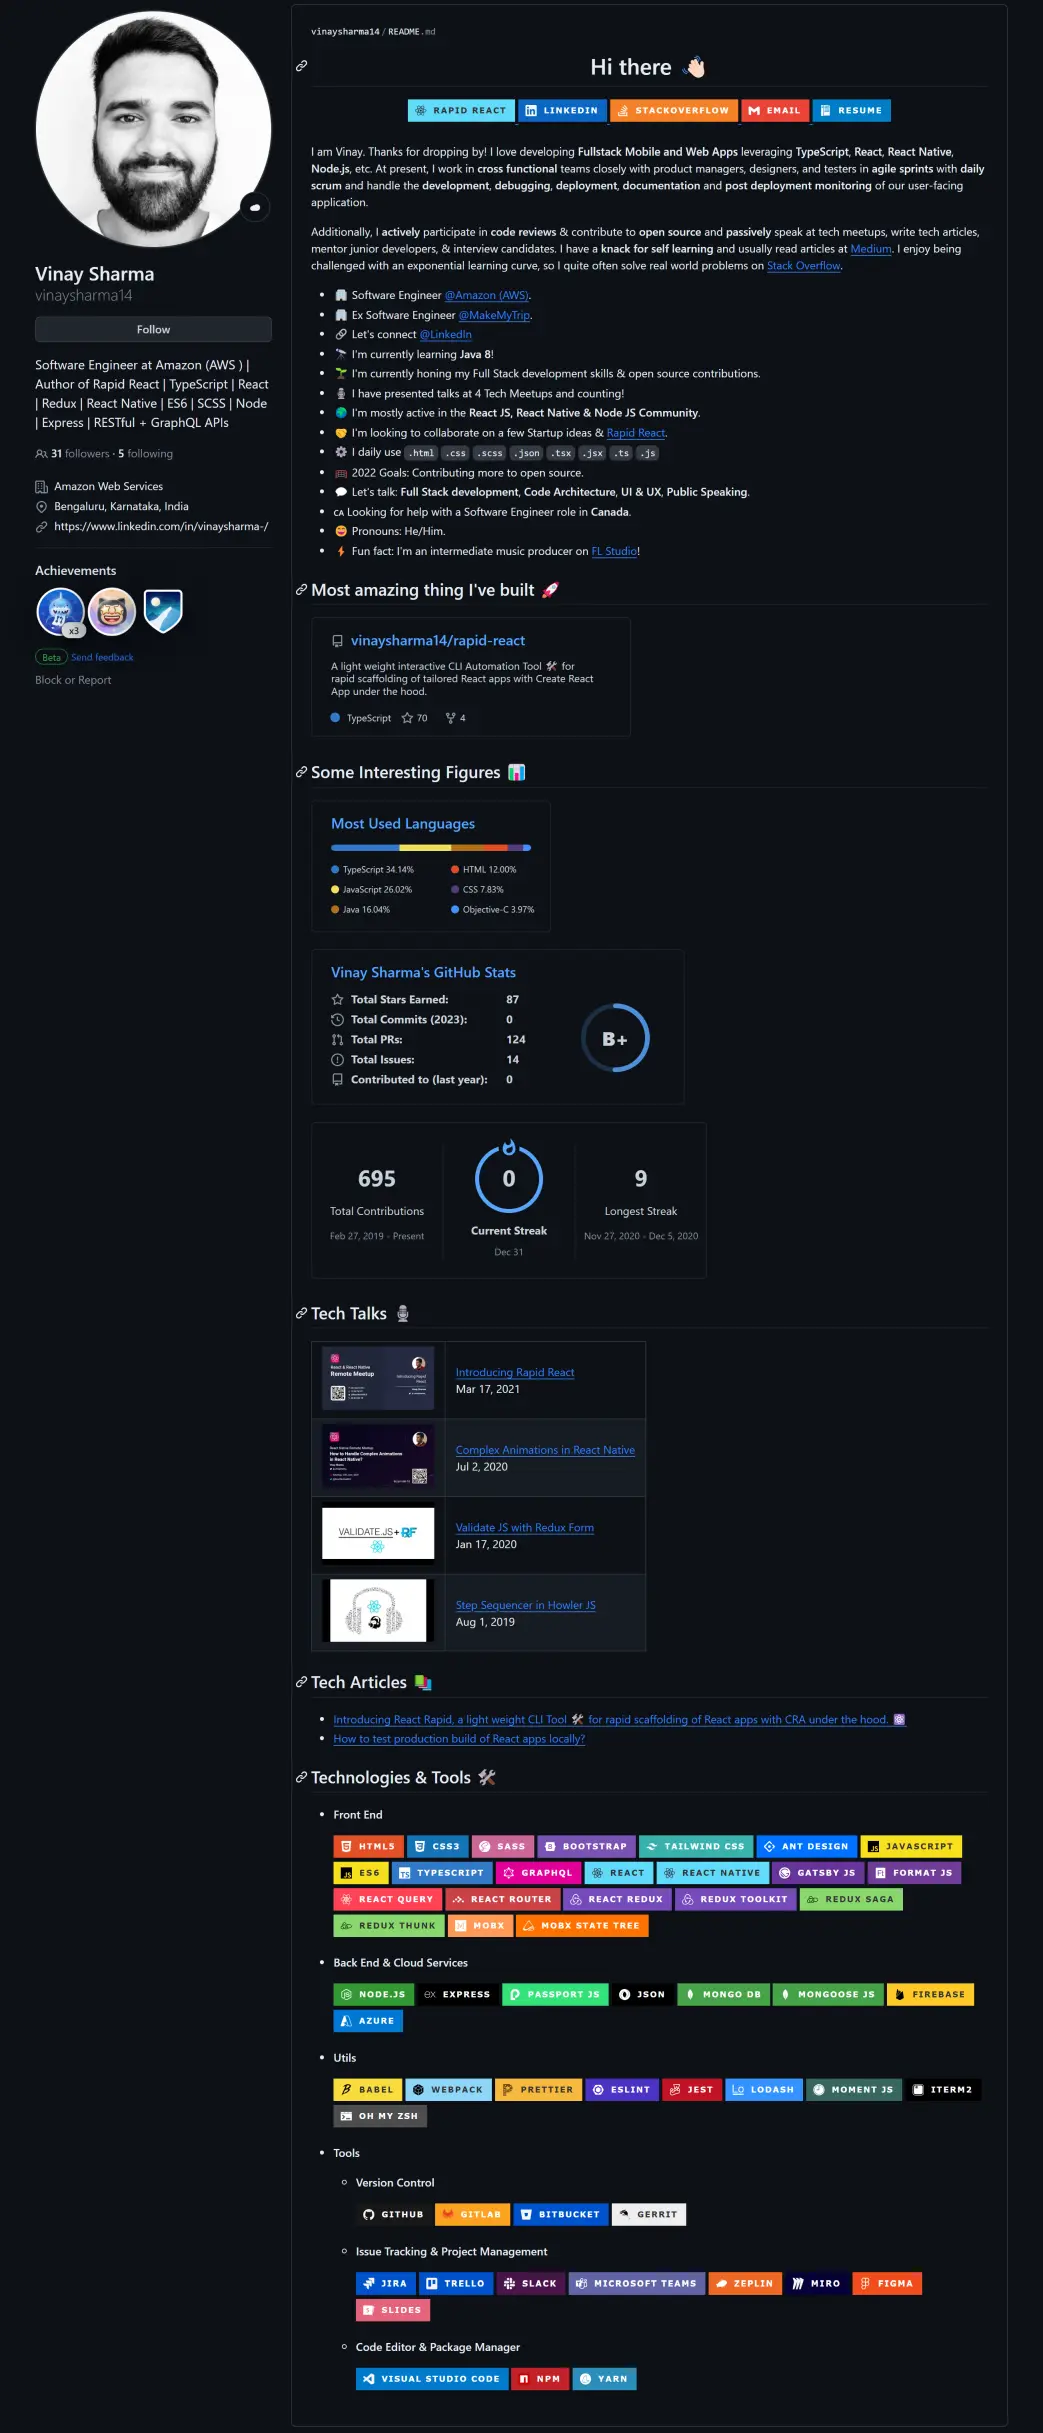 Vinay Sharma
vinaysharma14
Follow
Software Engineer at Amazon (AWS ) |
Author of Rapid React | TypeScript | React
| Redux | React Native | ES6 | SCSS | Node
| Express | RESTful + GraphQL APIs
31 followers · 5 following
Amazon Web Services
Bengaluru, Karnataka, India
https://www.linkedin.com/in/vinaysharma-/
Achievements
x3
Beta Send feedback
Block or Report
vinaysharma14/README.md
Hi there 👋🏻
RAPID REACT LINKEDIN STACKOVERFLOW EMAIL RESUME
I am Vinay. Thanks for dropping by! I love developing Fullstack Mobile and Web Apps leveraging TypeScript, React, React Native,
Node.js, etc. At present, I work in cross functional teams closely with product managers, designers, and testers in agile sprints with daily
scrum and handle the development, debugging, deployment, documentation and post deployment monitoring of our user-facing
application.
Additionally, I actively participate in code reviews & contribute to open source and passively speak at tech meetups, write tech articles,
mentor junior developers, & interview candidates. I have a knack for self learning and usually read articles at Medium. I enjoy being
challenged with an exponential learning curve, so I quite often solve real world problems on Stack Overflow.
• 🏢 Software Engineer @Amazon (AWS).
• 🏢 Ex Software Engineer @MakeMyTrip.
• 🔗 Let's connect @LinkedIn
• 🔭 I'm currently learning Java 8!
• 🌱 I'm currently honing my Full Stack development skills & open source contributions.
• 🎙 I have presented talks at 4 Tech Meetups and counting!
• 🌍 I'm mostly active in the React JS, React Native & Node JS Community.
• 🤝 I'm looking to collaborate on a few Startup ideas & Rapid React.
• ⚙️ I daily use .html .css .scss .json .tsx .jsx .ts .js
• 🥅 2022 Goals: Contributing more to open source.
• 💬 Let's talk: Full Stack development, Code Architecture, UI & UX, Public Speaking.
• CA Looking for help with a Software Engineer role in Canada.
• 😄 Pronouns: He/Him.
• ⚡ Fun fact: I'm an intermediate music producer on FL Studio!
Most amazing thing I've built 🚀
vinaysharma14/rapid-react
A light weight interactive CLI Automation Tool 🛠 for
rapid scaffolding of tailored React apps with Create React
App under the hood.
TypeScript 70 4
Some Interesting Figures 📊
Most Used Languages
TypeScript 34.14% HTML 12.00%
JavaScript 26.02% CSS 7.83%
Java 16.04% Objective-C 3.97%
Vinay Sharma's GitHub Stats
Total Stars Earned: 87
Total Commits (2023): 0
Total PRs: 124
Total Issues: 14
Contributed to (last year): 0
B+
695
Total Contributions
Feb 27, 2019 - Present
0
Current Streak
Dec 31
9
Longest Streak
Nov 27, 2020 - Dec 5, 2020
Tech Talks 🎙
React & React Native
Remote Meetup
Introducing Rapid
React
Introducing Rapid React
Mar 17, 2021
React Native Remote Meetup
How to Handle Complex Animations
in React Native?
Complex Animations in React Native
Jul 2, 2020
VALIDATE.JS+RF
Validate JS with Redux Form
Jan 17, 2020
Step Sequencer in Howler JS
Aug 1, 2019
Tech Articles 📚
• Introducing React Rapid, a light weight CLI Tool 🛠 for rapid scaffolding of React apps with CRA under the hood. ⚛️
• How to test production build of React apps locally?
Technologies & Tools 🛠
• Front End
HTML5 CSS3 SASS BOOTSTRAP TAILWIND CSS ANT DESIGN JAVASCRIPT
ES6 TYPESCRIPT GRAPHQL REACT REACT NATIVE GATSBY JS FORMAT JS
REACT QUERY REACT ROUTER REACT REDUX REDUX TOOLKIT REDUX SAGA
REDUX THUNK MOBX MOBX STATE TREE
• Back End & Cloud Services
NODE.JS EXPRESS PASSPORT JS JSON MONGO DB MONGOOSE JS FIREBASE
AZURE
• Utils
BABEL WEBPACK PRETTIER ESLINT JEST LODASH MOMENT JS ITERM2
OH MY ZSH
• Tools
◦ Version Control
GITHUB GITLAB BITBUCKET GERRIT
◦ Issue Tracking & Project Management
JIRA TRELLO SLACK MICROSOFT TEAMS ZEPLIN MIRO FIGMA
SLIDES
◦ Code Editor & Package Manager
VISUAL STUDIO CODE NPM YARN